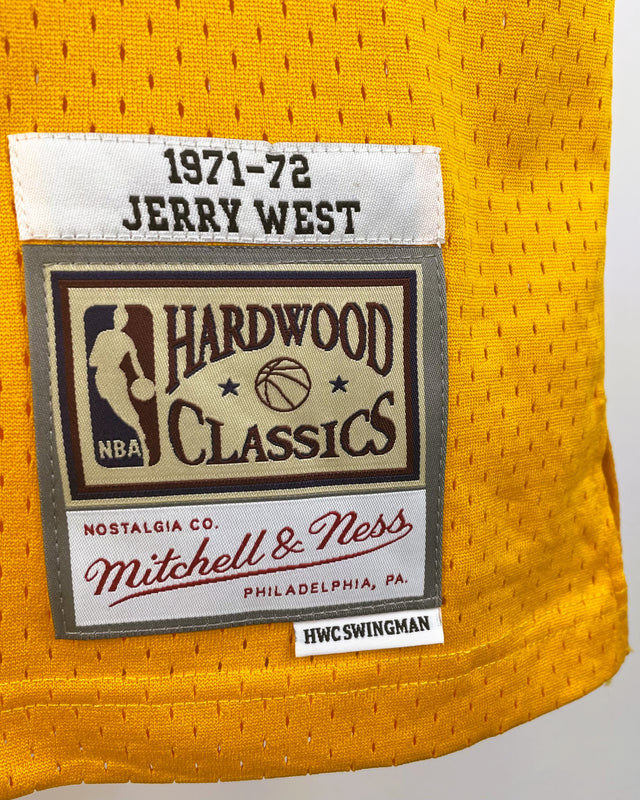 1971-72
JERRY WEST
HARDWOOD
CLASSICS
NBA
NOSTALGIA CO.
Mitchell & Ness
PHILADELPHIA, PA.
HWC SWINGMAN